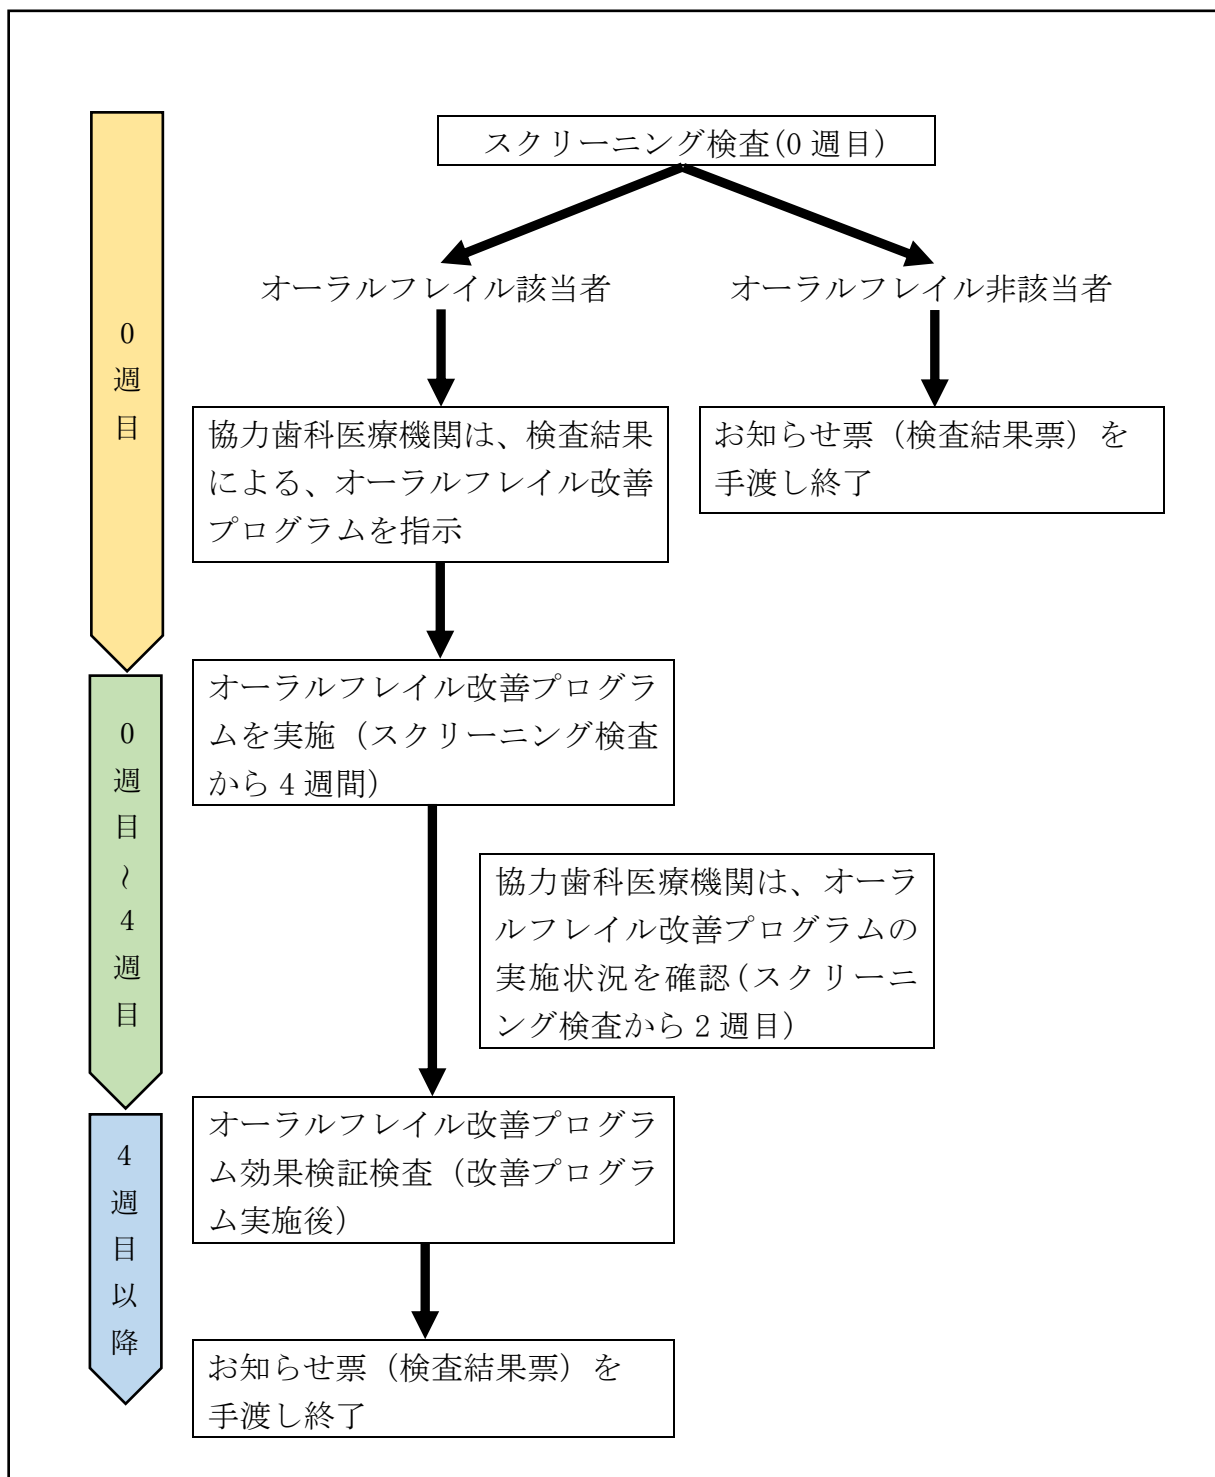 スクリーニング検査(0週目)
オーラルフレイル該当者
オーラルフレイル非該当者
0週目
協力歯科医療機関は、検査結果
による、オーラルフレイル改善
プログラムを指示
お知らせ票（検査結果票）を
手渡し終了
オーラルフレイル改善プログラ
ムを実施（スクリーニング検査
から4週間）
0週目～4週目
協力歯科医療機関は、オーラ
ルフレイル改善プログラムの
実施状況を確認(スクリーニ
ング検査から2週目)
オーラルフレイル改善プログラ
ム効果検証検査（改善プログラ
ム実施後）
4週目以降
お知らせ票（検査結果票）を
手渡し終了